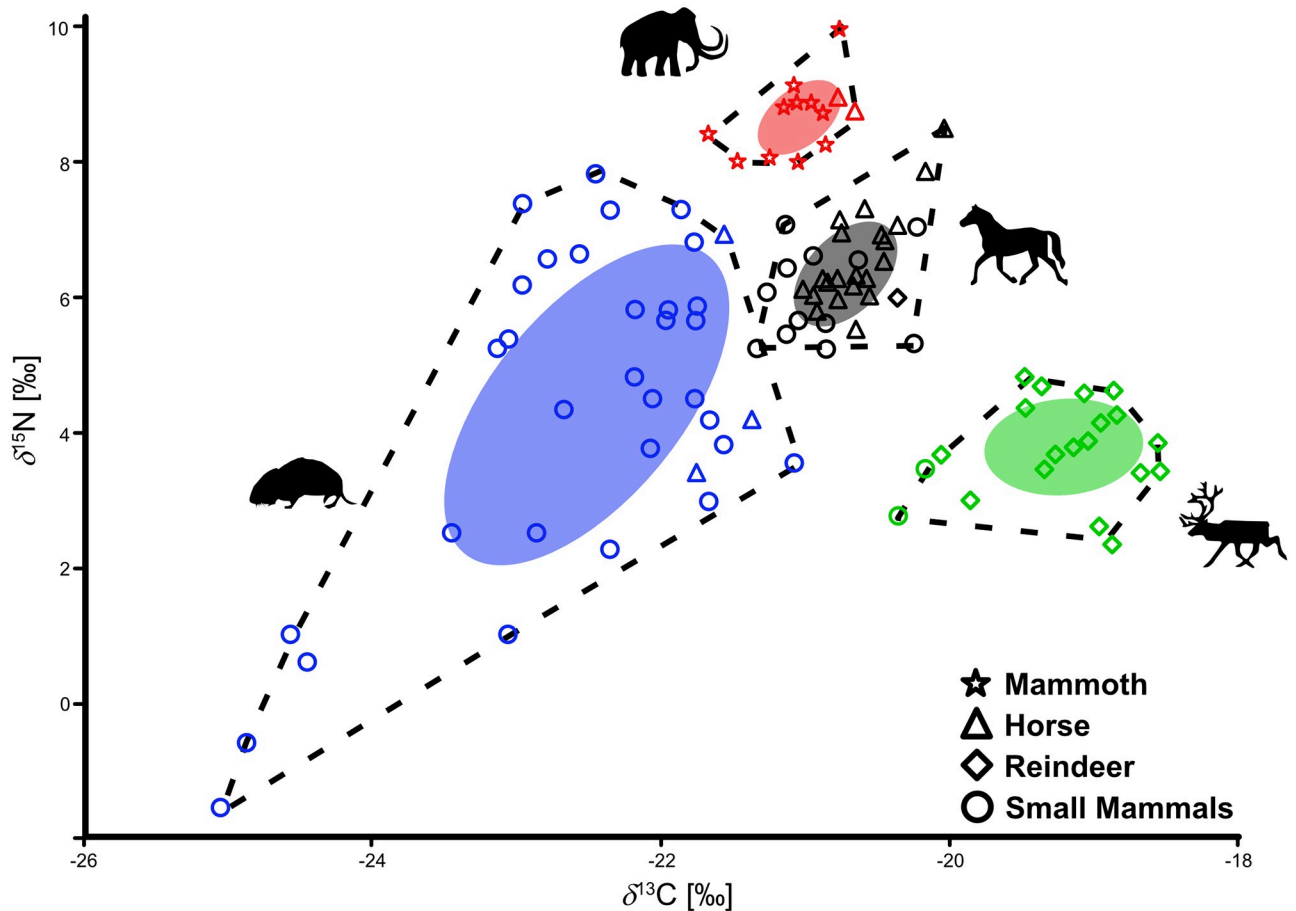 10
8
6
4
2
0
δ15N [‰]
-26
-24
-22
-20
-18
δ13C [‰]
Mammoth
Horse
Reindeer
Small Mammals